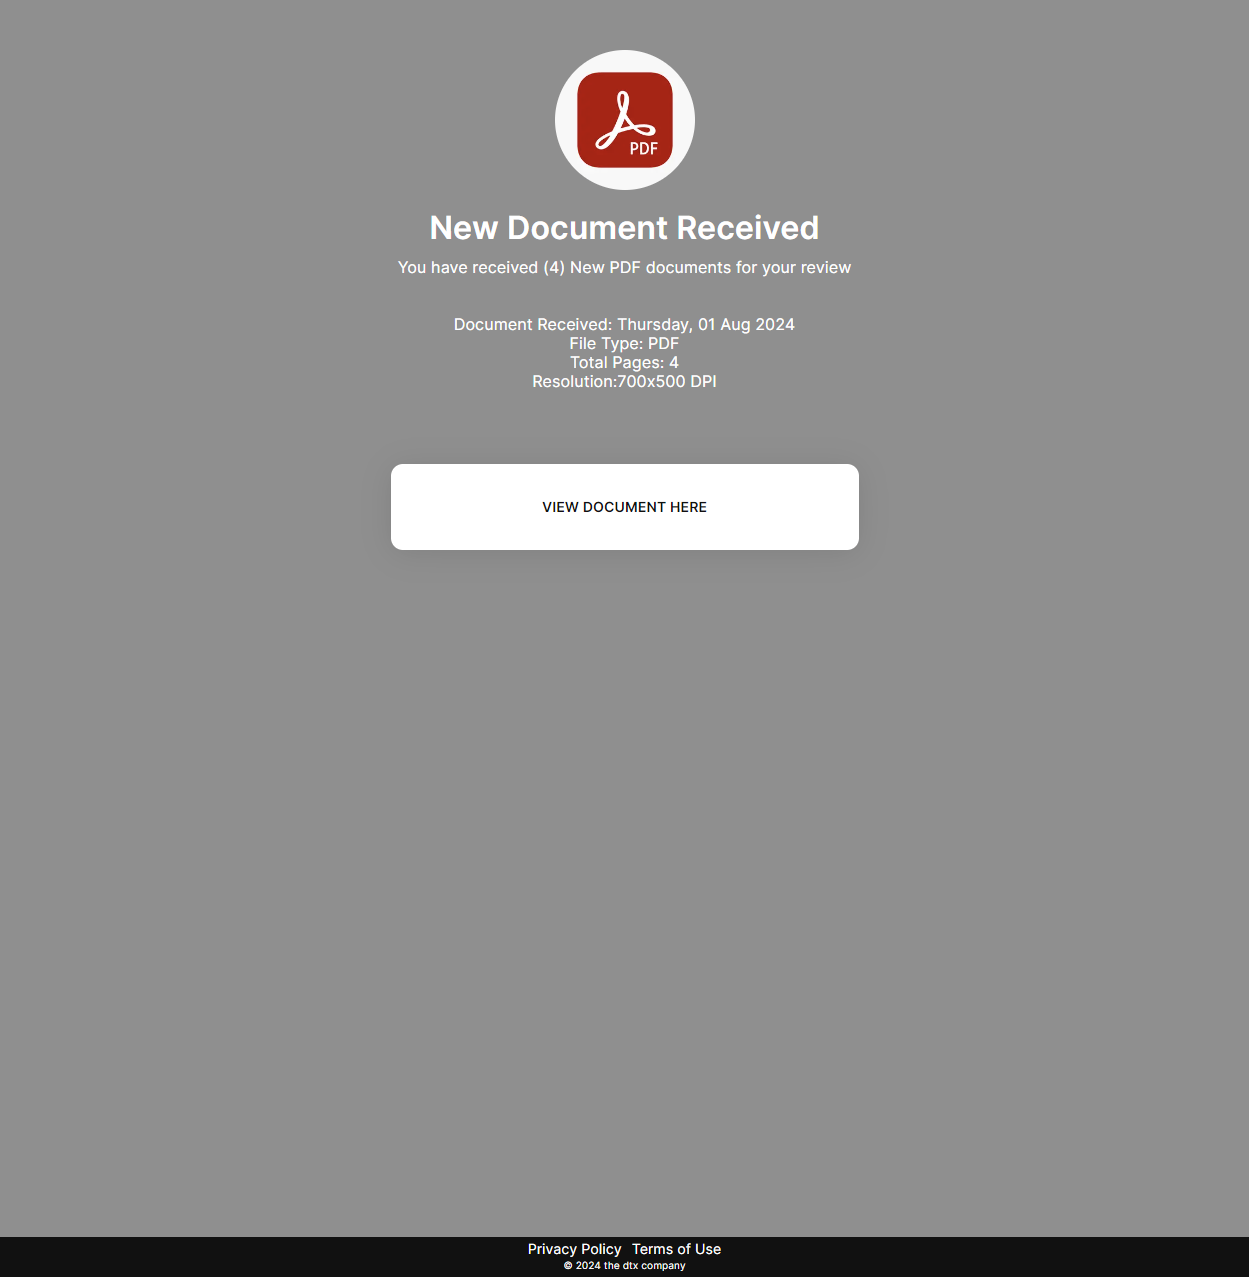 PDF
New Document Received
You have received (4) New PDF documents for your review
Document Received: Thursday, 01 Aug 2024
File Type: PDF
Total Pages: 4
Resolution:700x500 DPI
VIEW DOCUMENT HERE
Privacy Policy Terms of Use
© 2024 the dtx company